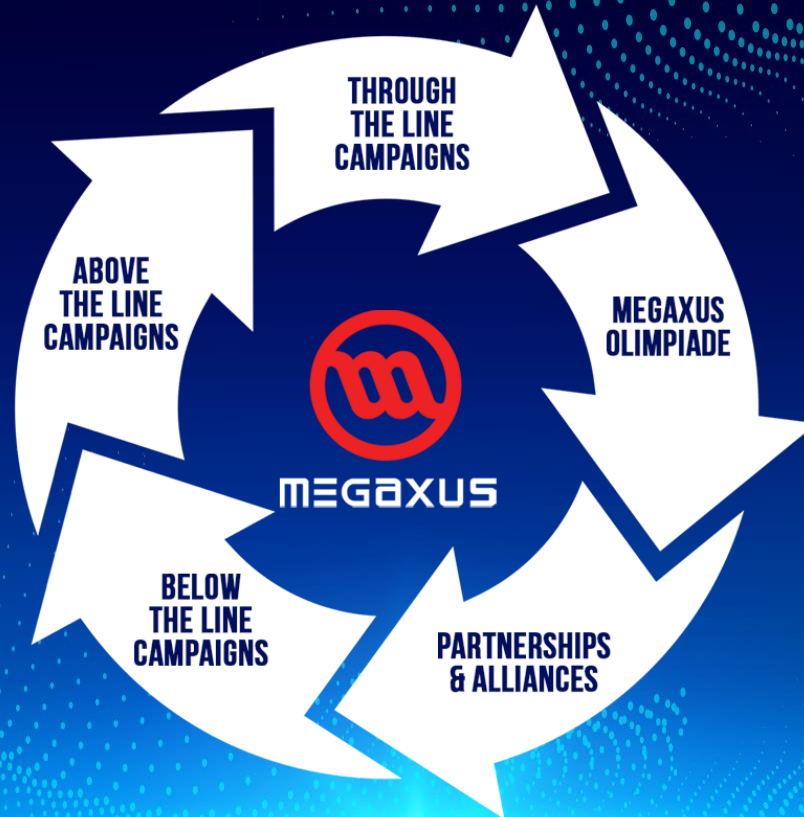 THROUGH
THE LINE
CAMPAIGNS
MEGAXUS
OLIMPIADE
PARTNERSHIPS
& ALLIANCES
BELOW
THE LINE
CAMPAIGNS
ABOVE
THE LINE
CAMPAIGNS
m
MEGAXUS